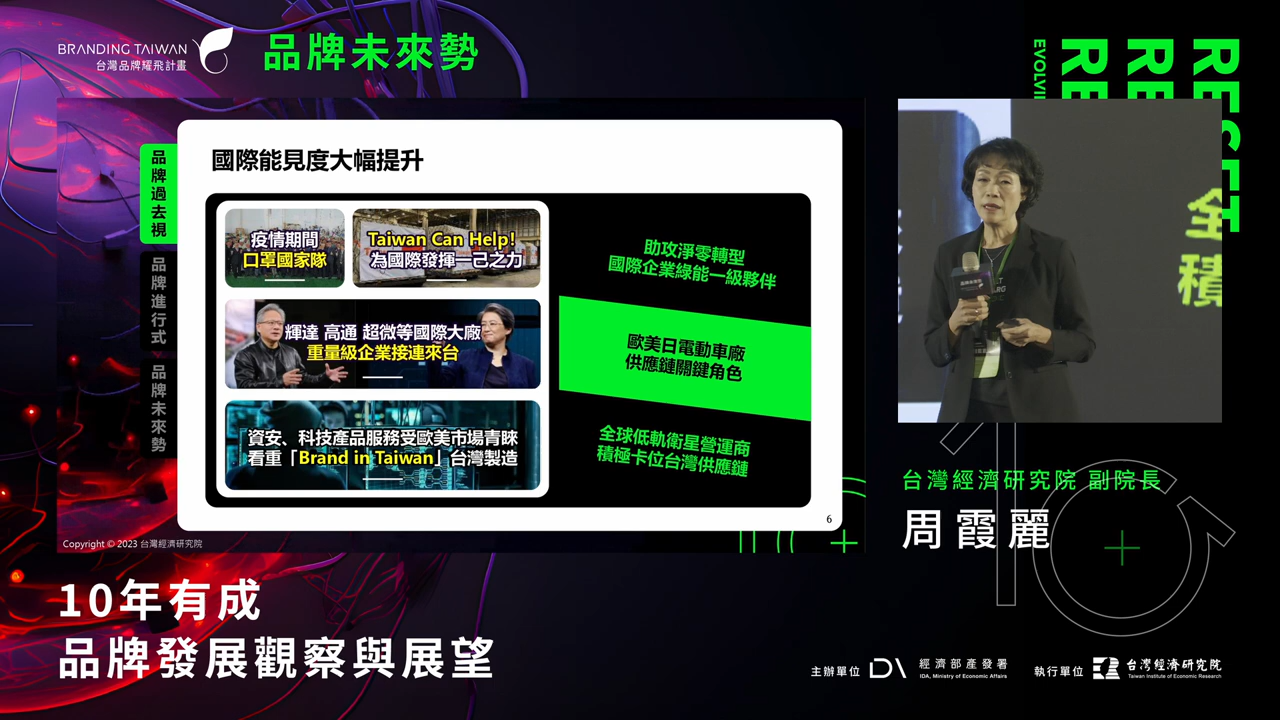 BRANDING TAIWAN
台灣品牌耀飛計畫
品牌未來勢
品牌過去視
品牌進行式
品牌未來勢
國際能見度大幅提升
疫情期間
口罩國家隊
Taiwan Can Help!
為國際發揮一己之力
輝達 高通 超微等國際大廠
重量級企業接連來台
資安、科技產品服務受歐美市場青睞
看重「Brand in Taiwan」台灣製造
助攻淨零轉型
國際企業綠能一級夥伴
歐美日電動車廠
供應鏈關鍵角色
全球低軌衛星營運商
積極卡位台灣供應鏈
6
Copyright © 2023 台灣經濟研究院
RESET
RE
RE
全
積
台灣經濟研究院 副院長
周霞麗
10年有成
品牌發展觀察與展望
主辦單位
經濟部產發署
IDA, Ministry of Economic Affairs
執行單位
台灣經濟研究院
Taiwan Institute of Economic Research